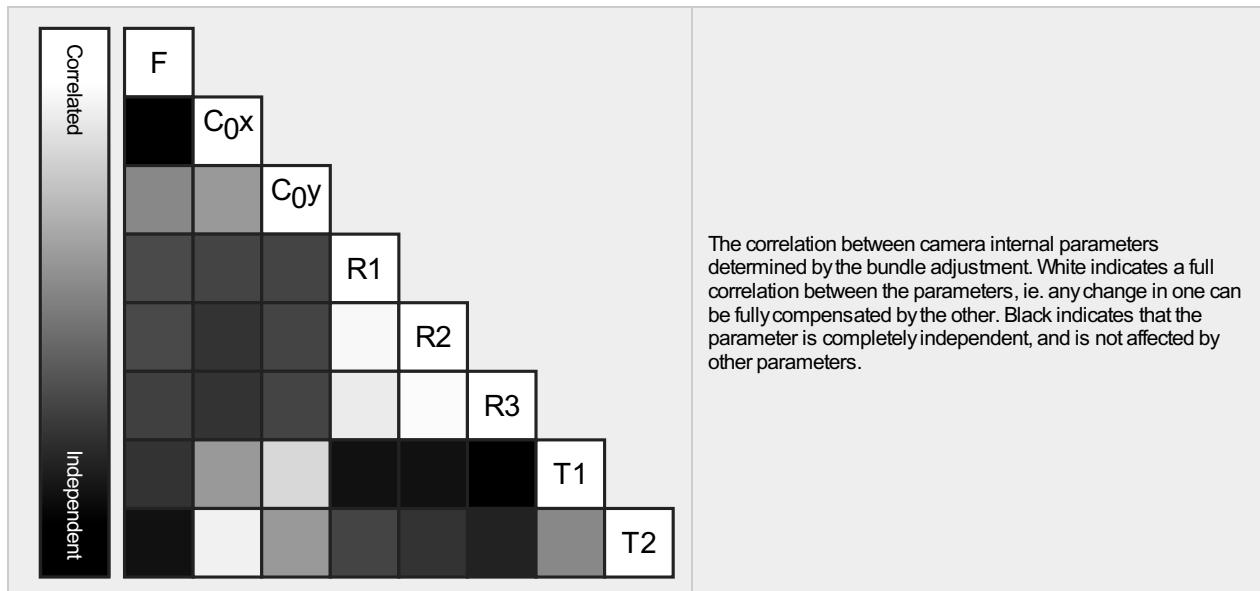 Correlated
Independent
F
C0x
C0y
R1
R2
R3
T1
T2
The correlation between camera internal parameters
determined by the bundle adjustment. White indicates a full
correlation between the parameters, ie. any change in one can
be fully compensated by the other. Black indicates that the
parameter is completely independent, and is not affected by
other parameters.